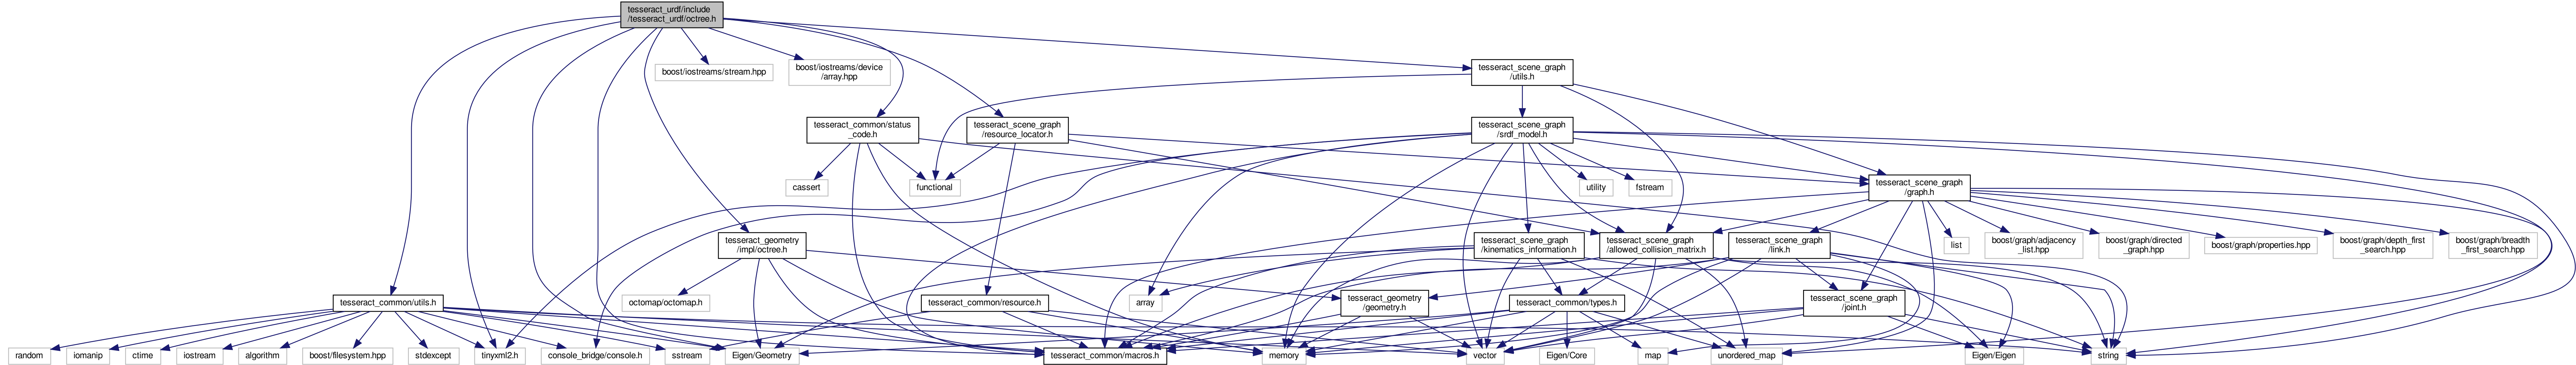 tesseract_urdf/include
/tesseract_urdf/octree.h
boost/iostreams/stream.hpp
boost/iostreams/device
/array.hpp
tesseract_scene_graph
/utils.h
tesseract_common/status
_code.h
tesseract_scene_graph
/resource_locator.h
tesseract_scene_graph
/srdf_model.h
cassert
functional
utility
fstream
tesseract_scene_graph
/graph.h
tesseract_geometry
/impl/octree.h
tesseract_scene_graph
/kinematics_information.h
tesseract_scene_graph
/allowed_collision_matrix.h
tesseract_scene_graph
/link.h
list
boost/graph/adjacency
_list.hpp
boost/graph/directed
_graph.hpp
boost/graph/properties.hpp
boost/graph/depth_first
_search.hpp
boost/graph/breadth
_first_search.hpp
tesseract_common/utils.h
octomap/octomap.h
tesseract_common/resource.h
array
tesseract_geometry
/geometry.h
tesseract_common/types.h
tesseract_scene_graph
/joint.h
random
iomanip
ctime
iostream
algorithm
boost/filesystem.hpp
stdexcept
tinyxml2.h
console_bridge/console.h
sstream
Eigen/Geometry
tesseract_common/macros.h
memory
vector
Eigen/Core
map
unordered_map
Eigen/Eigen
string